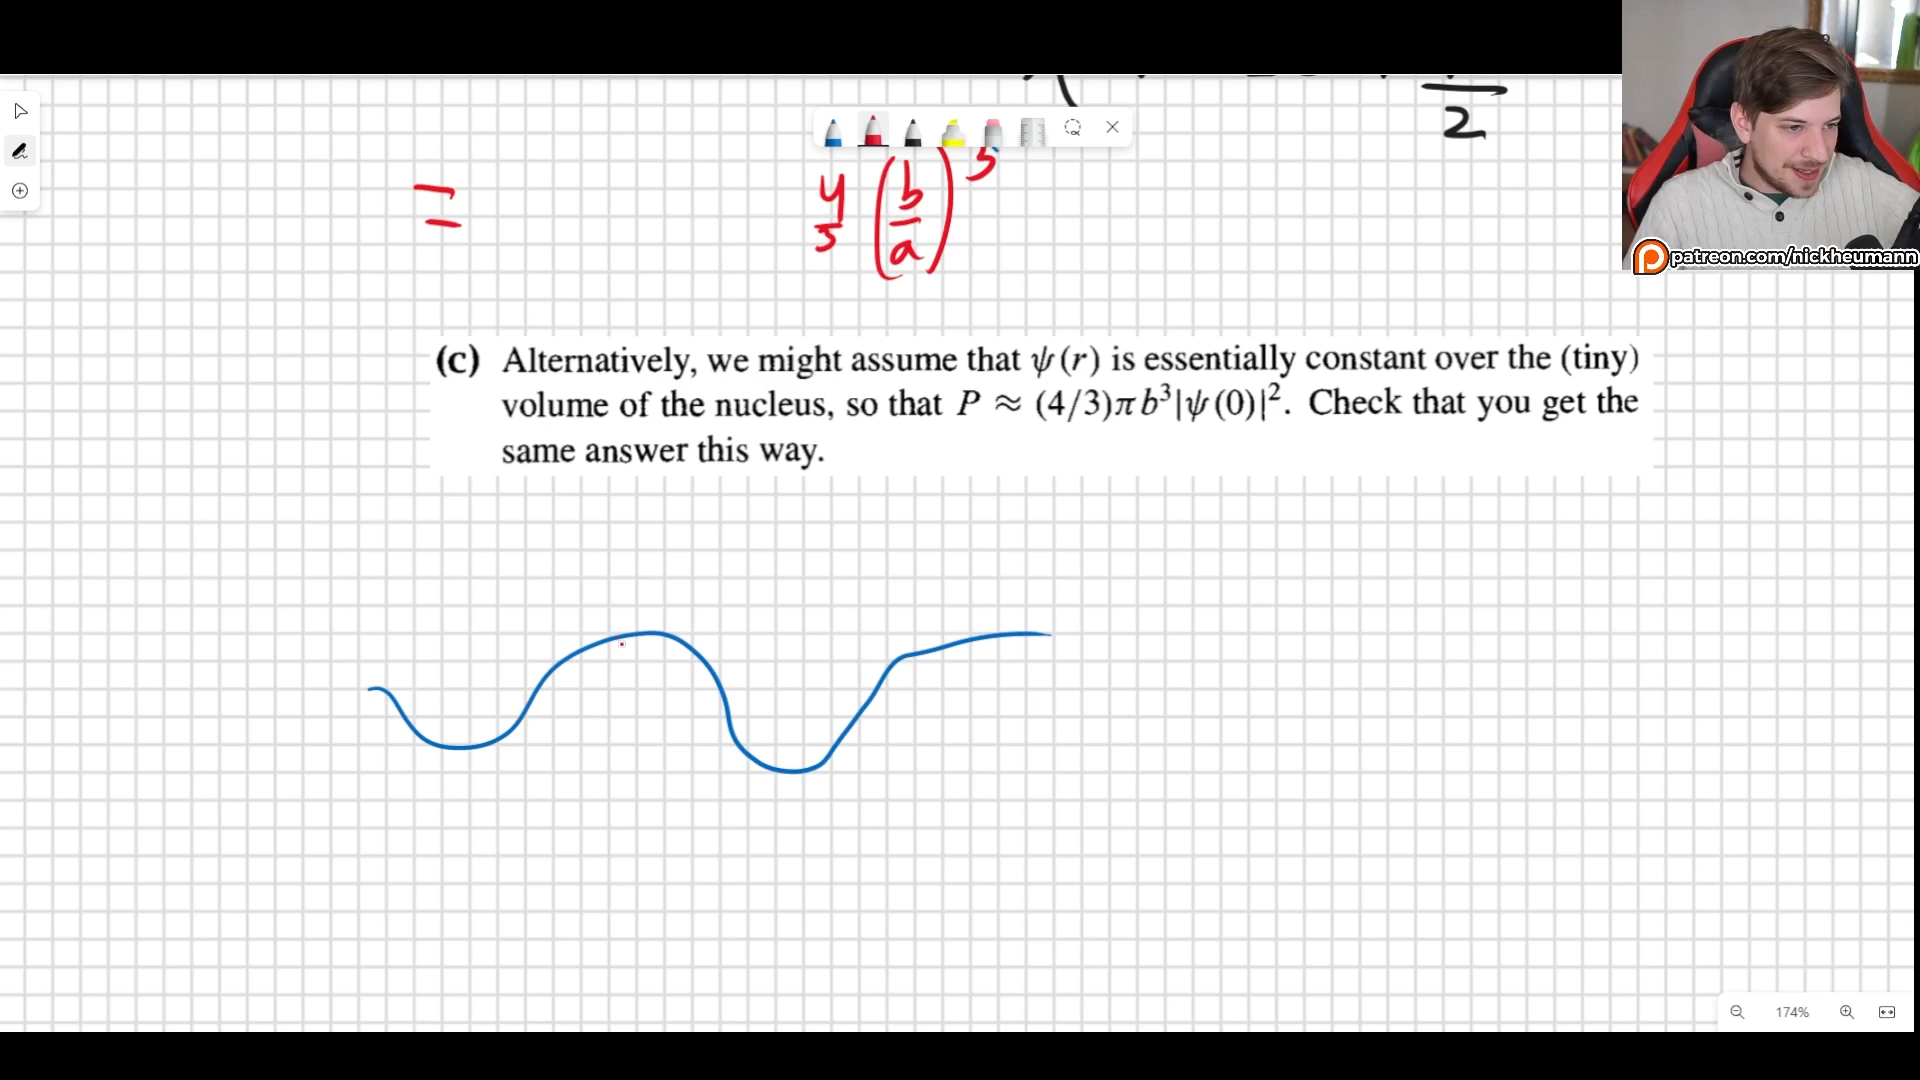 2
= 4/3 (b/a)^3
(c) Alternatively, we might assume that ψ(r) is essentially constant over the (tiny)
volume of the nucleus, so that P ≈ (4/3)πb³|ψ(0)|². Check that you get the
same answer this way.
patreon.com/nickheumann
174%